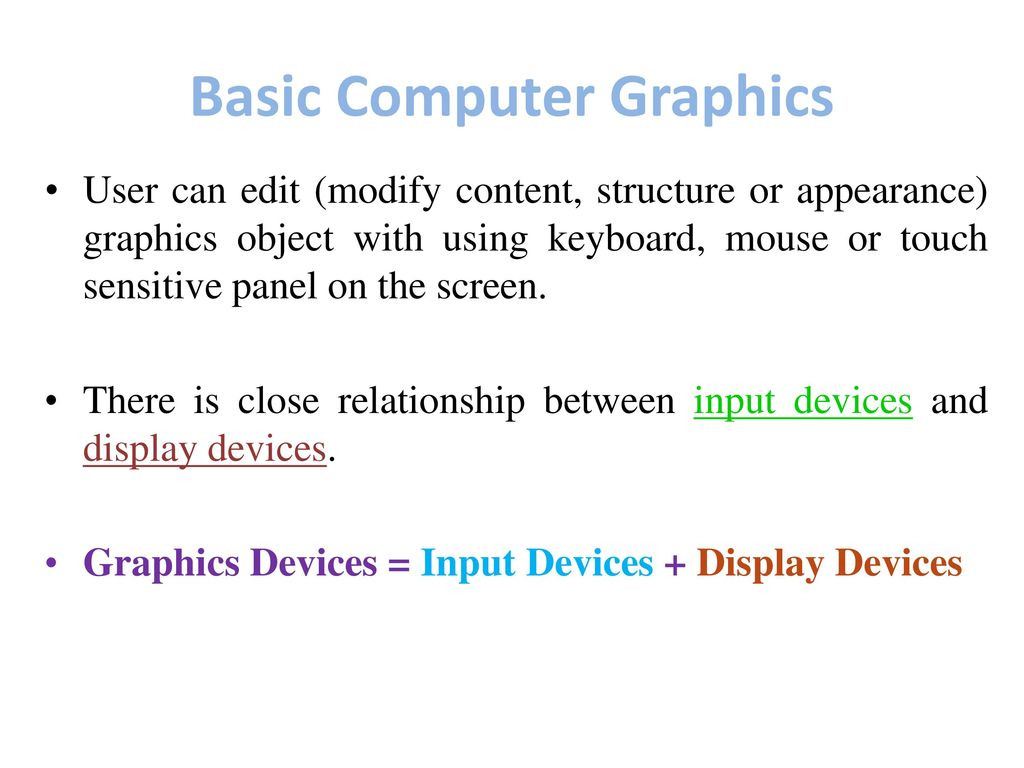 Basic Computer Graphics
• User can edit (modify content, structure or appearance)
graphics object with using keyboard, mouse or touch
sensitive panel on the screen.
• There is close relationship between input devices and
display devices.
• Graphics Devices = Input Devices + Display Devices